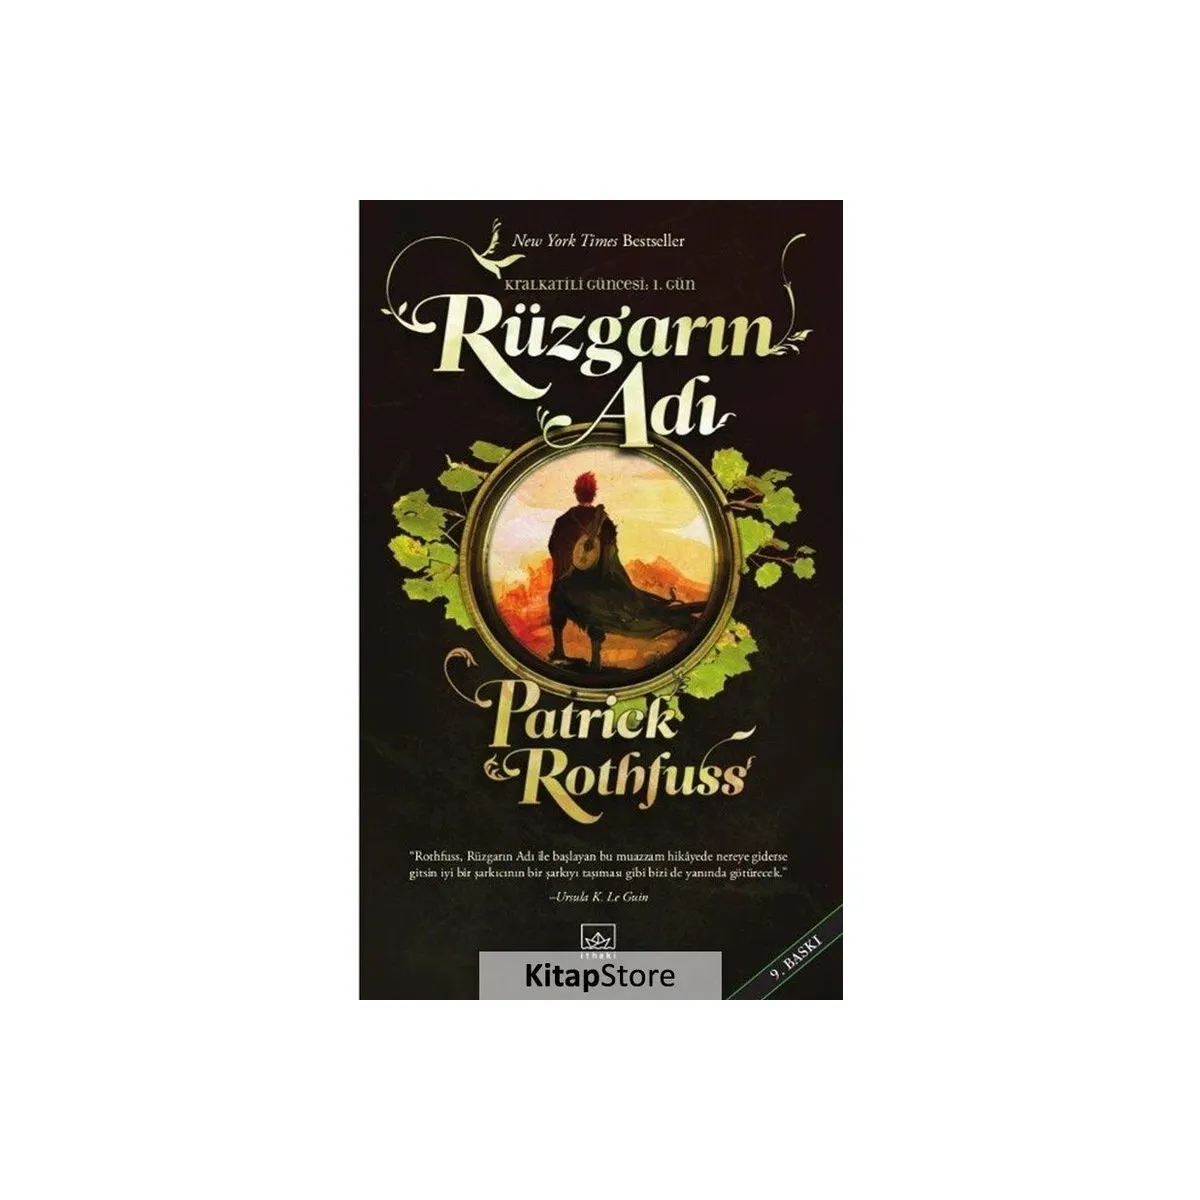 New York Times Bestseller
Kralkatili Güncesi: 1. Gün
Rüzgarın
Adı
Patrick
Rothfuss
"Rothfuss, Rüzgarın Adı ile başlayan bu muazzam hikâyede nereye giderse
gitsin iyi bir şarkıcının bir şarkıyı taşıması gibi bizi de yanında götürecek."
–Ursula K. Le Guin
ithaki
KitapStore
9. BASKI